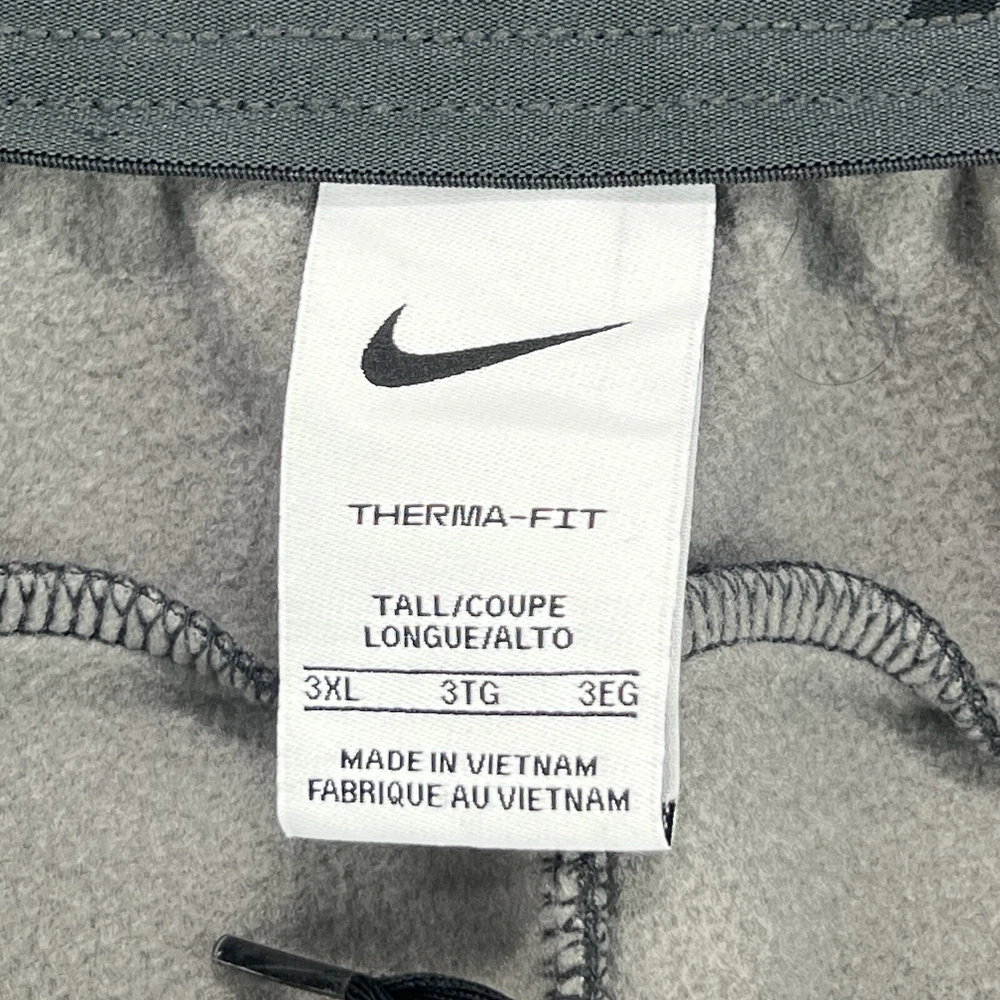 THERMA-FIT
TALL/COUPE
LONGUE/ALTO
3XL 3TG 3EG
MADE IN VIETNAM
FABRIQUE AU VIETNAM